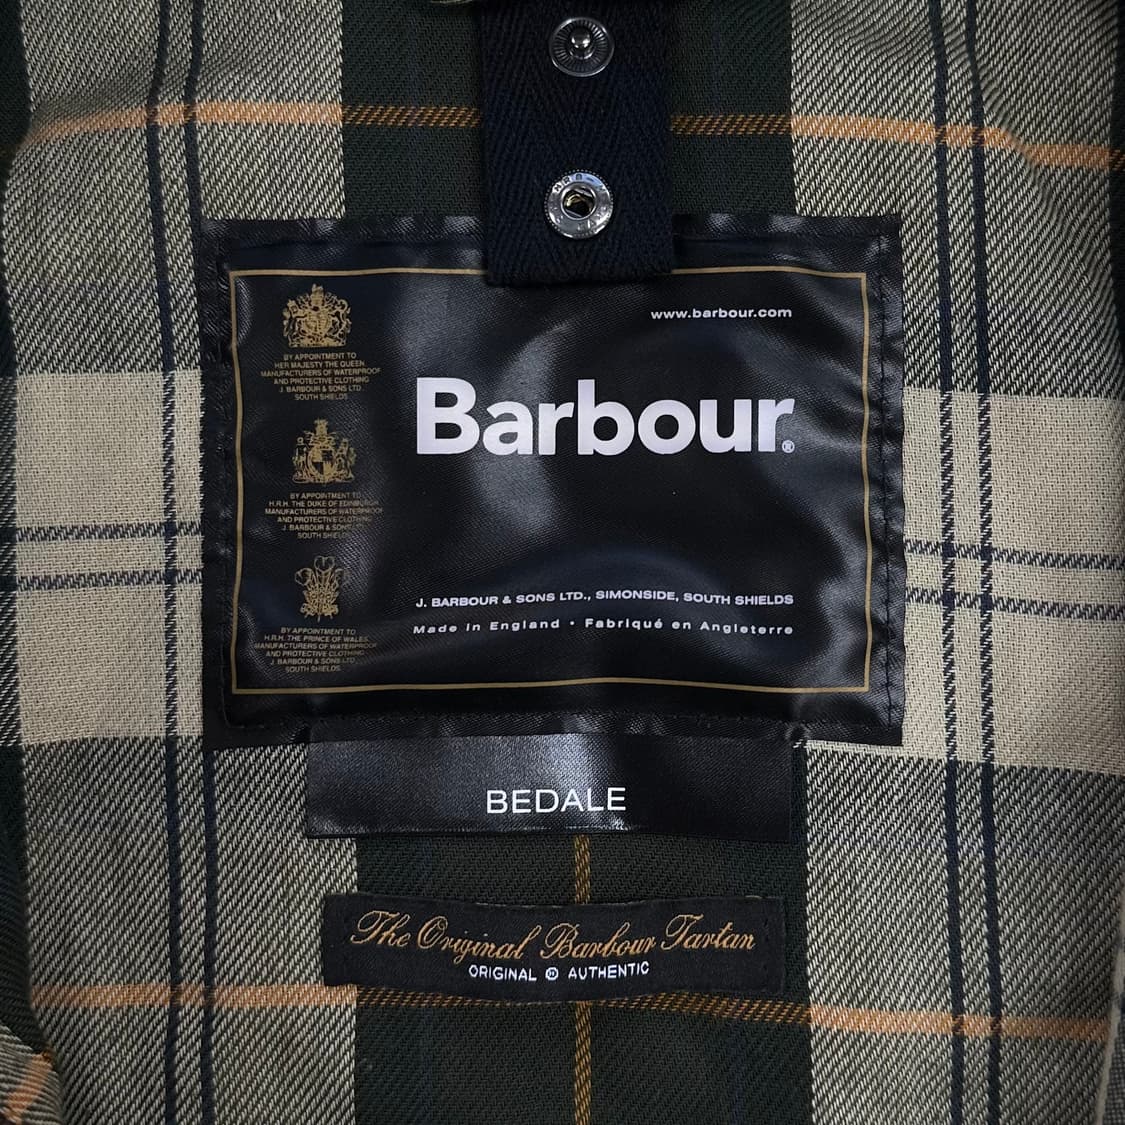 www.barbour.com
BY APPOINTMENT TO
HER MAJESTY THE QUEEN
MANUFACTURERS OF WATERPROOF
AND PROTECTIVE CLOTHING
J. BARBOUR & SONS LTD
SOUTH SHIELDS
Barbour®
BY APPOINTMENT TO
H.R.H. THE DUKE OF EDINBURGH
MANUFACTURERS OF WATERPROOF
AND PROTECTIVE CLOTHING
J. BARBOUR & SONS LTD
SOUTH SHIELDS
BY APPOINTMENT TO
H.R.H. THE PRINCE OF WALES
MANUFACTURERS OF WATERPROOF
AND PROTECTIVE CLOTHING
J. BARBOUR & SONS LTD
SOUTH SHIELDS
J. BARBOUR & SONS LTD., SIMONSIDE, SOUTH SHIELDS
Made in England • Fabriqué en Angleterre
BEDALE
The Original Barbour Tartan
ORIGINAL ® AUTHENTIC